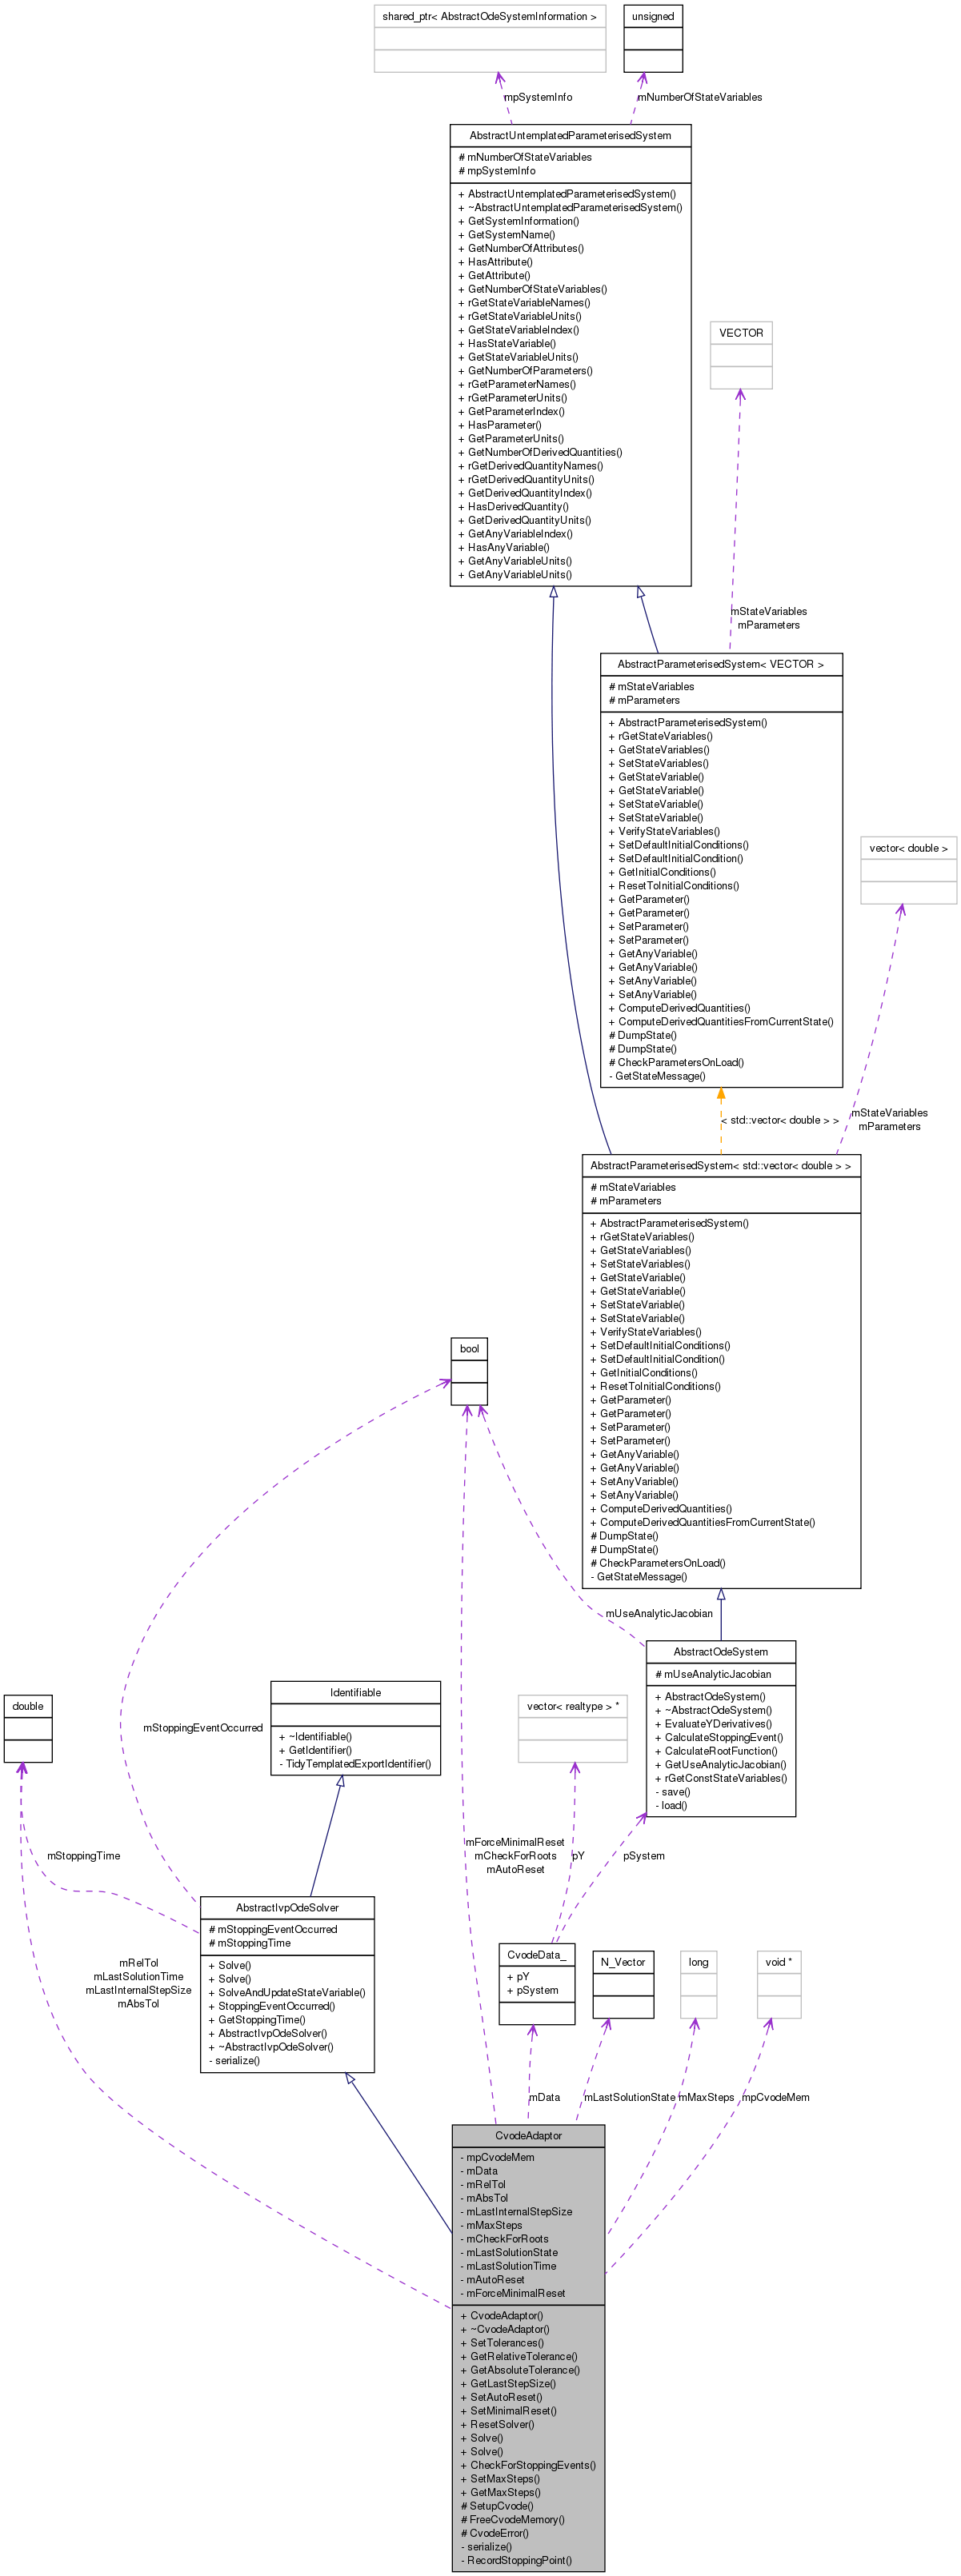 shared_ptr< AbstractOdeSystemInformation >
unsigned
mpSystemInfo
mNumberOfStateVariables
AbstractUntemplatedParameterisedSystem
# mNumberOfStateVariables
# mpSystemInfo
+ AbstractUntemplatedParameterisedSystem()
+ ~AbstractUntemplatedParameterisedSystem()
+ GetSystemInformation()
+ GetSystemName()
+ GetNumberOfAttributes()
+ HasAttribute()
+ GetAttribute()
+ GetNumberOfStateVariables()
+ rGetStateVariableNames()
+ rGetStateVariableUnits()
+ GetStateVariableIndex()
+ HasStateVariable()
+ GetStateVariableUnits()
+ GetNumberOfParameters()
+ rGetParameterNames()
+ rGetParameterUnits()
+ GetParameterIndex()
+ HasParameter()
+ GetParameterUnits()
+ GetNumberOfDerivedQuantities()
+ rGetDerivedQuantityNames()
+ rGetDerivedQuantityUnits()
+ GetDerivedQuantityIndex()
+ HasDerivedQuantity()
+ GetDerivedQuantityUnits()
+ GetAnyVariableIndex()
+ HasAnyVariable()
+ GetAnyVariableUnits()
+ GetAnyVariableUnits()
VECTOR
mStateVariables
mParameters
AbstractParameterisedSystem< VECTOR >
# mStateVariables
# mParameters
+ AbstractParameterisedSystem()
+ rGetStateVariables()
+ GetStateVariables()
+ SetStateVariables()
+ GetStateVariable()
+ GetStateVariable()
+ SetStateVariable()
+ SetStateVariable()
+ VerifyStateVariables()
+ SetDefaultInitialConditions()
+ SetDefaultInitialCondition()
+ GetInitialConditions()
+ ResetToInitialConditions()
+ GetParameter()
+ GetParameter()
+ SetParameter()
+ SetParameter()
+ GetAnyVariable()
+ GetAnyVariable()
+ SetAnyVariable()
+ SetAnyVariable()
+ ComputeDerivedQuantities()
+ ComputeDerivedQuantitiesFromCurrentState()
# DumpState()
# DumpState()
# CheckParametersOnLoad()
- GetStateMessage()
vector< double >
< std::vector< double > >
mStateVariables
mParameters
AbstractParameterisedSystem< std::vector< double > >
# mStateVariables
# mParameters
+ AbstractParameterisedSystem()
+ rGetStateVariables()
+ GetStateVariables()
+ SetStateVariables()
+ GetStateVariable()
+ GetStateVariable()
+ SetStateVariable()
+ SetStateVariable()
+ VerifyStateVariables()
+ SetDefaultInitialConditions()
+ SetDefaultInitialCondition()
+ GetInitialConditions()
+ ResetToInitialConditions()
+ GetParameter()
+ GetParameter()
+ SetParameter()
+ SetParameter()
+ GetAnyVariable()
+ GetAnyVariable()
+ SetAnyVariable()
+ SetAnyVariable()
+ ComputeDerivedQuantities()
+ ComputeDerivedQuantitiesFromCurrentState()
# DumpState()
# DumpState()
# CheckParametersOnLoad()
- GetStateMessage()
bool
mUseAnalyticJacobian
AbstractOdeSystem
# mUseAnalyticJacobian
+ AbstractOdeSystem()
+ ~AbstractOdeSystem()
+ EvaluateYDerivatives()
+ CalculateStoppingEvent()
+ CalculateRootFunction()
+ GetUseAnalyticJacobian()
+ rGetConstStateVariables()
- save()
- load()
double
Identifiable
+ ~Identifiable()
+ GetIdentifier()
- TidyTemplatedExportIdentifier()
vector< realtype > *
mStoppingEventOccurred
mStoppingTime
mForceMinimalReset
mCheckForRoots
mAutoReset
pY
pSystem
AbstractIvpOdeSolver
# mStoppingEventOccurred
# mStoppingTime
+ Solve()
+ Solve()
+ SolveAndUpdateStateVariable()
+ StoppingEventOccurred()
+ GetStoppingTime()
+ AbstractIvpOdeSolver()
+ ~AbstractIvpOdeSolver()
- serialize()
mRelTol
mLastSolutionTime
mLastInternalStepSize
mAbsTol
CvodeData_
+ pY
+ pSystem
N_Vector
long
void *
mData
mLastSolutionState
mMaxSteps
mpCvodeMem
CvodeAdaptor
- mpCvodeMem
- mData
- mRelTol
- mAbsTol
- mLastInternalStepSize
- mMaxSteps
- mCheckForRoots
- mLastSolutionState
- mLastSolutionTime
- mAutoReset
- mForceMinimalReset
+ CvodeAdaptor()
+ ~CvodeAdaptor()
+ SetTolerances()
+ GetRelativeTolerance()
+ GetAbsoluteTolerance()
+ GetLastStepSize()
+ SetAutoReset()
+ SetMinimalReset()
+ ResetSolver()
+ Solve()
+ Solve()
+ CheckForStoppingEvents()
+ SetMaxSteps()
+ GetMaxSteps()
# SetupCvode()
# FreeCvodeMemory()
# CvodeError()
- serialize()
- RecordStoppingPoint()